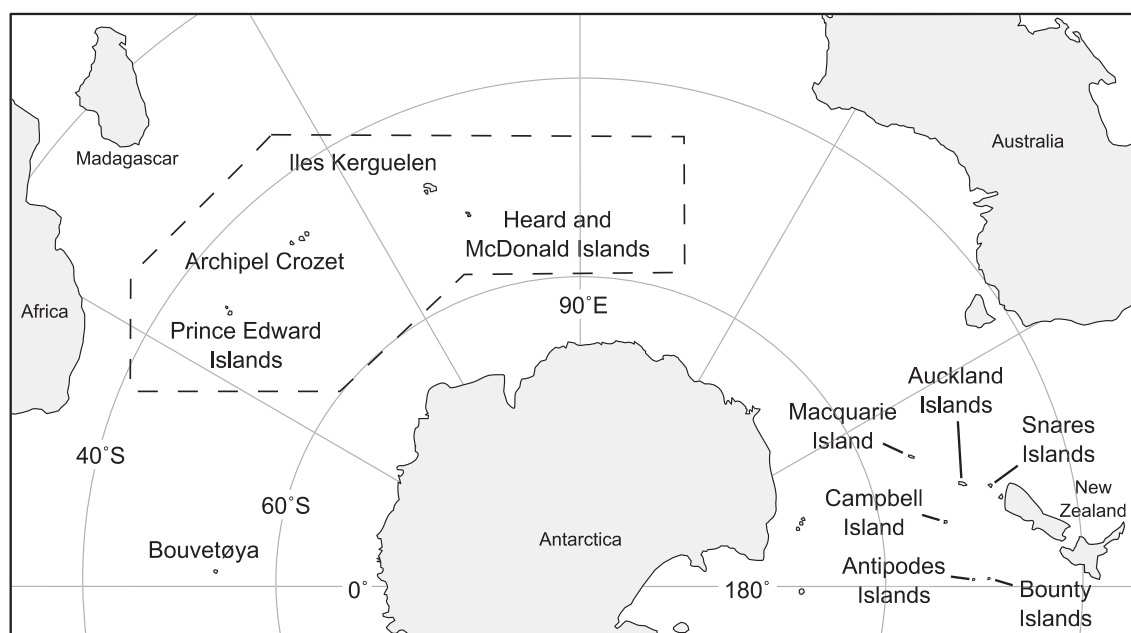 Madagascar
Australia
Iles Kerguelen
Heard and
McDonald Islands
Archipel Crozet
90˚E
Africa
Prince Edward
Islands
Auckland
Islands
Macquarie
Island
Snares
Islands
40˚S
60˚S
New
Zealand
Campbell
Island
Bouvetøya
Antarctica
0˚
180˚
Antipodes
Islands
Bounty
Islands